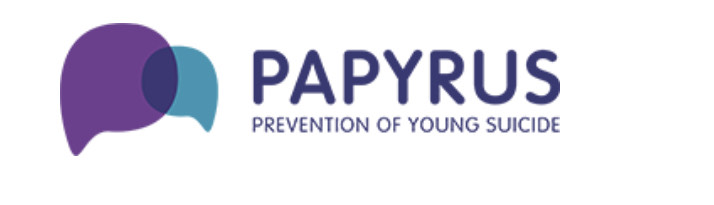 PAPYRUS
PREVENTION OF YOUNG SUICIDE